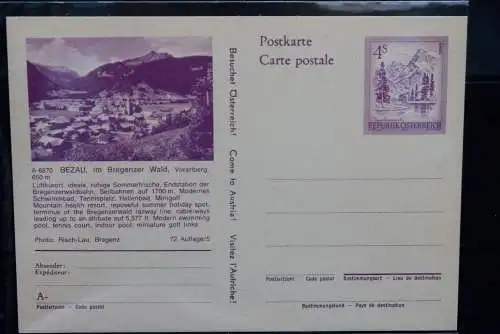 Postkarte
Carte postale
4 S
REPUBLIK ÖSTERREICH
Besuchet Österreich! Come to Austria! Visitez l'Autriche!
A-6870 BEZAU, im Bregenzer Wald, Vorarlberg,
650 m
Luftkurort, ideale, ruhige Sommerfrische, Endstation der
Bregenzerwaldbahn, Seilbahnen auf 1700 m. Modernes
Schwimmbad, Tennisplatz, Hallenbad, Minigolf
Mountain health resort, reposeful summer holiday spot,
terminus of the Bregenzerwald railway line, cable-ways
leading up to an altitude of 5,577 ft. Modern swimming
pool, tennis court, indoor pool, miniature golf links
Photo: Risch-Lau, Bregenz 72. Auflage/5
Absender:
Expéditeur:
A-
Postleitzahl Code postal
Postleitzahl Code postal Bestimmungsort - Lieu de destination
Bestimmungsland - Pays de destination